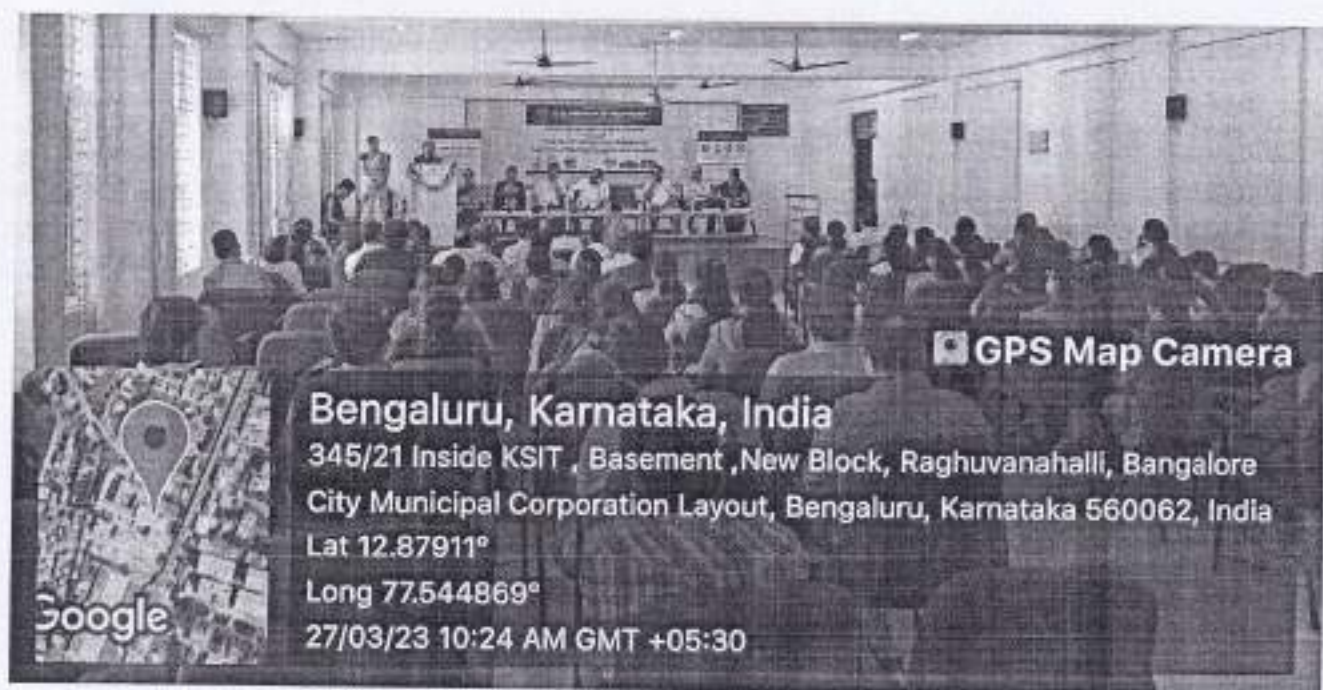 GPS Map Camera
Bengaluru, Karnataka, India
345/21 Inside KSIT , Basement ,New Block, Raghuvanahalli, Bangalore
City Municipal Corporation Layout, Bengaluru, Karnataka 560062, India
Lat 12.87911°
Long 77.544869°
27/03/23 10:24 AM GMT +05:30
Google